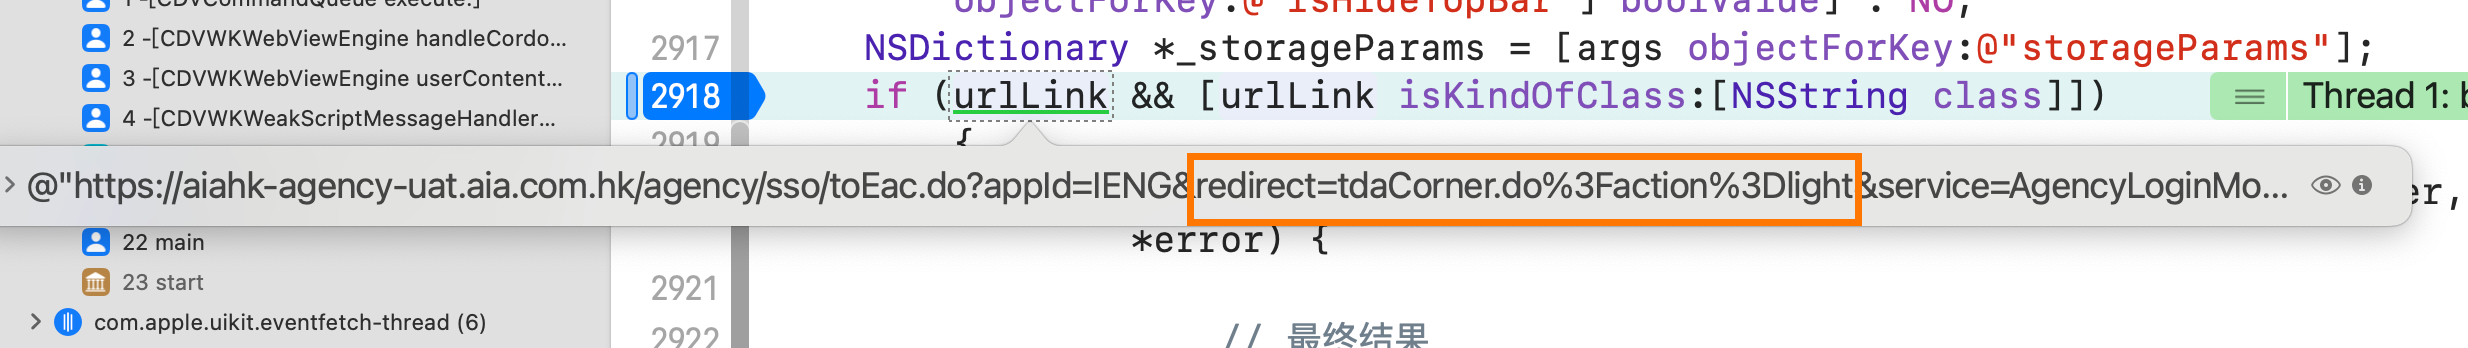 1 -[CDVCommandQueue execute:]
2 -[CDVWKWebViewEngine handleCordo...
3 -[CDVWKWebViewEngine userContent...
4 -[CDVWKWeakScriptMessageHandler...
22 main
23 start
com.apple.uikit.eventfetch-thread (6)
objectForKey:@"isHideTopBar"] boolValue] : NO;
2917 NSDictionary *_storageParams = [args objectForKey:@"storageParams"];
2918 if (urlLink && [urlLink isKindOfClass:[NSString class]]) Thread 1:
2919 {
@"https://aiahk-agency-uat.aia.com.hk/agency/sso/toEac.do?appId=IENG&redirect=tdaCorner.do%3Faction%3Dlight&service=AgencyLoginMo... er,
*error) {
2921
2922 // 最终结果